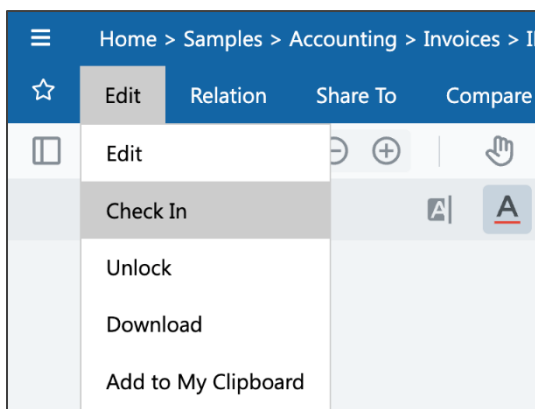 Home > Samples > Accounting > Invoices >
Edit Relation Share To Compare
Edit
Check In
A A
Unlock
Download
Add to My Clipboard